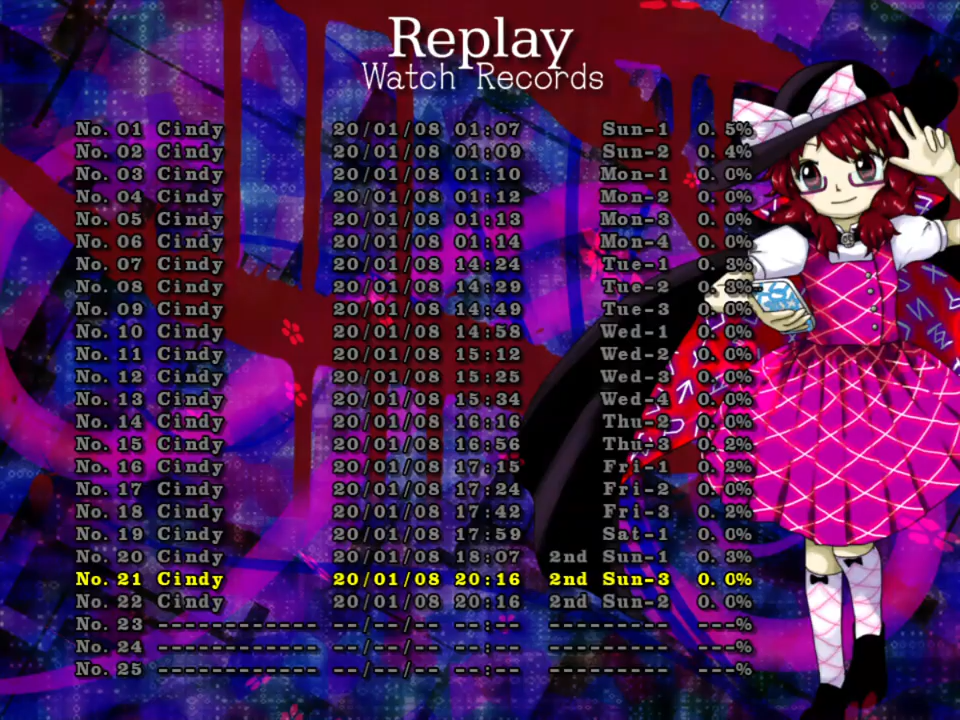 Replay
Watch Records
No. 01 Cindy 20/01/08 01:07 Sun-1 0.5%
No. 02 Cindy 20/01/08 01:09 Sun-2 0.4%
No. 03 Cindy 20/01/08 01:10 Mon-1 0.0%
No. 04 Cindy 20/01/08 01:12 Mon-2 0.0%
No. 05 Cindy 20/01/08 01:13 Mon-3 0.0%
No. 06 Cindy 20/01/08 01:14 Mon-4 0.0%
No. 07 Cindy 20/01/08 14:24 Tue-1 0.3%
No. 08 Cindy 20/01/08 14:29 Tue-2 0.3%
No. 09 Cindy 20/01/08 14:49 Tue-3 0.0%
No. 10 Cindy 20/01/08 14:58 Wed-1 0.0%
No. 11 Cindy 20/01/08 15:12 Wed-2 0.0%
No. 12 Cindy 20/01/08 15:25 Wed-3 0.0%
No. 13 Cindy 20/01/08 15:34 Wed-4 0.0%
No. 14 Cindy 20/01/08 16:16 Thu-2 0.0%
No. 15 Cindy 20/01/08 16:56 Thu-3 0.2%
No. 16 Cindy 20/01/08 17:15 Fri-1 0.2%
No. 17 Cindy 20/01/08 17:24 Fri-2 0.0%
No. 18 Cindy 20/01/08 17:42 Fri-3 0.2%
No. 19 Cindy 20/01/08 17:59 Sat-1 0.0%
No. 20 Cindy 20/01/08 18:07 2nd Sun-1 0.3%
No. 21 Cindy 20/01/08 20:16 2nd Sun-3 0.0%
No. 22 Cindy 20/01/08 20:16 2nd Sun-2 0.0%
No. 23 ------------ --/--/-- --:-- --------- ---%
No. 24 ------------ --/--/-- --:-- --------- ---%
No. 25 ------------ --/--/-- --:-- --------- ---%